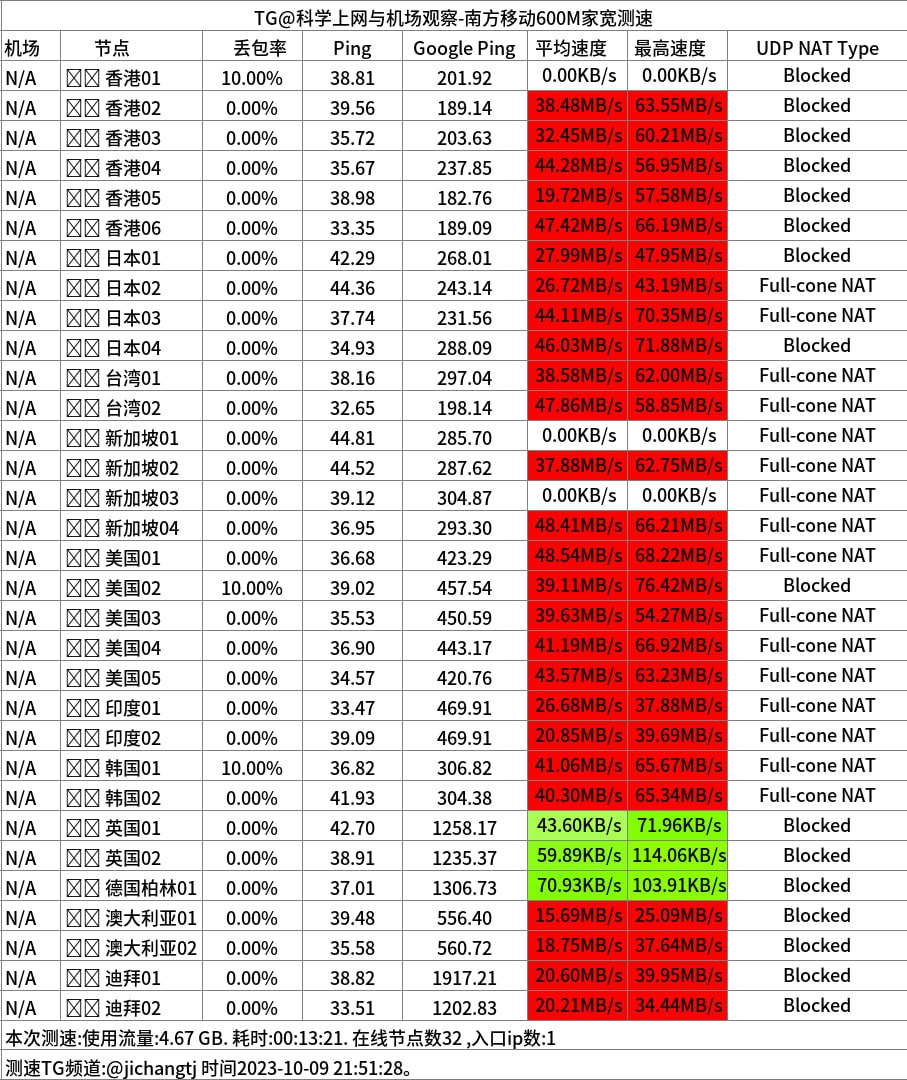 TG@科学上网与机场观察-南方移动600M家宽测速
机场 节点 丢包率 Ping Google Ping 平均速度 最高速度 UDP NAT Type
N/A 香港01 10.00% 38.81 201.92 0.00KB/s 0.00KB/s Blocked
N/A 香港02 0.00% 39.56 189.14 38.48MB/s 63.55MB/s Blocked
N/A 香港03 0.00% 35.72 203.63 32.45MB/s 60.21MB/s Blocked
N/A 香港04 0.00% 35.67 237.85 44.28MB/s 56.95MB/s Blocked
N/A 香港05 0.00% 38.98 182.76 19.72MB/s 57.58MB/s Blocked
N/A 香港06 0.00% 33.35 189.09 47.42MB/s 66.19MB/s Blocked
N/A 日本01 0.00% 42.29 268.01 27.99MB/s 47.95MB/s Blocked
N/A 日本02 0.00% 44.36 243.14 26.72MB/s 43.19MB/s Full-cone NAT
N/A 日本03 0.00% 37.74 231.56 44.11MB/s 70.35MB/s Full-cone NAT
N/A 日本04 0.00% 34.93 288.09 46.03MB/s 71.88MB/s Blocked
N/A 台湾01 0.00% 38.16 297.04 38.58MB/s 62.00MB/s Full-cone NAT
N/A 台湾02 0.00% 32.65 198.14 47.86MB/s 58.85MB/s Full-cone NAT
N/A 新加坡01 0.00% 44.81 285.70 0.00KB/s 0.00KB/s Full-cone NAT
N/A 新加坡02 0.00% 44.52 287.62 37.88MB/s 62.75MB/s Full-cone NAT
N/A 新加坡03 0.00% 39.12 304.87 0.00KB/s 0.00KB/s Full-cone NAT
N/A 新加坡04 0.00% 36.95 293.30 48.41MB/s 66.21MB/s Full-cone NAT
N/A 美国01 0.00% 36.68 423.29 48.54MB/s 68.22MB/s Full-cone NAT
N/A 美国02 10.00% 39.02 457.54 39.11MB/s 76.42MB/s Blocked
N/A 美国03 0.00% 35.53 450.59 39.63MB/s 54.27MB/s Full-cone NAT
N/A 美国04 0.00% 36.90 443.17 41.19MB/s 66.92MB/s Full-cone NAT
N/A 美国05 0.00% 34.57 420.76 43.57MB/s 63.23MB/s Full-cone NAT
N/A 印度01 0.00% 33.47 469.91 26.68MB/s 37.88MB/s Full-cone NAT
N/A 印度02 0.00% 39.09 469.91 20.85MB/s 39.69MB/s Full-cone NAT
N/A 韩国01 10.00% 36.82 306.82 41.06MB/s 65.67MB/s Full-cone NAT
N/A 韩国02 0.00% 41.93 304.38 40.30MB/s 65.34MB/s Full-cone NAT
N/A 英国01 0.00% 42.70 1258.17 43.60KB/s 71.96KB/s Blocked
N/A 英国02 0.00% 38.91 1235.37 59.89KB/s 114.06KB/s Blocked
N/A 德国柏林01 0.00% 37.01 1306.73 70.93KB/s 103.91KB/s Blocked
N/A 澳大利亚01 0.00% 39.48 556.40 15.69MB/s 25.09MB/s Blocked
N/A 澳大利亚02 0.00% 35.58 560.72 18.75MB/s 37.64MB/s Blocked
N/A 迪拜01 0.00% 38.82 1917.21 20.60MB/s 39.95MB/s Blocked
N/A 迪拜02 0.00% 33.51 1202.83 20.21MB/s 34.44MB/s Blocked
本次测速:使用流量:4.67 GB. 耗时:00:13:21. 在线节点数32 ,入口ip数:1
测速TG频道:@jichangtj 时间2023-10-09 21:51:28。